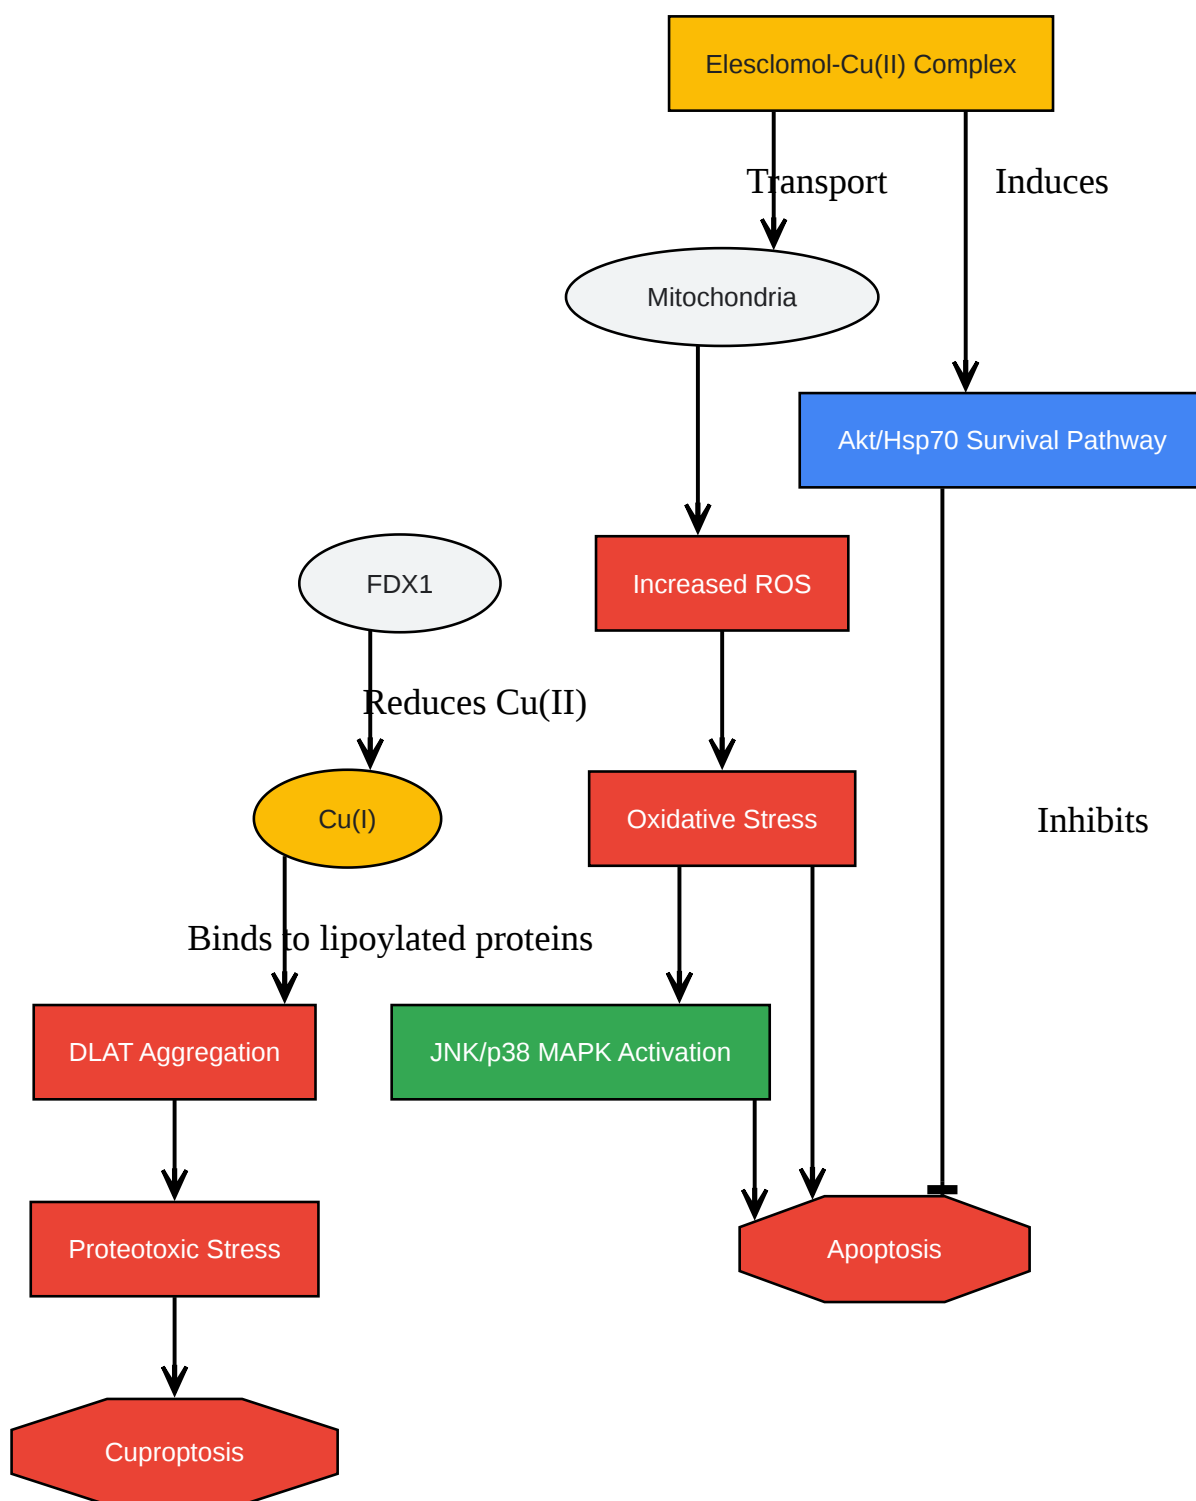 Elesclomol-Cu(II) Complex
Transport
Induces
Mitochondria
Akt/Hsp70 Survival Pathway
FDX1
Increased ROS
Reduces Cu(II)
Cu(I)
Oxidative Stress
Inhibits
Binds to lipoylated proteins
DLAT Aggregation
JNK/p38 MAPK Activation
Proteotoxic Stress
Apoptosis
Cuproptosis